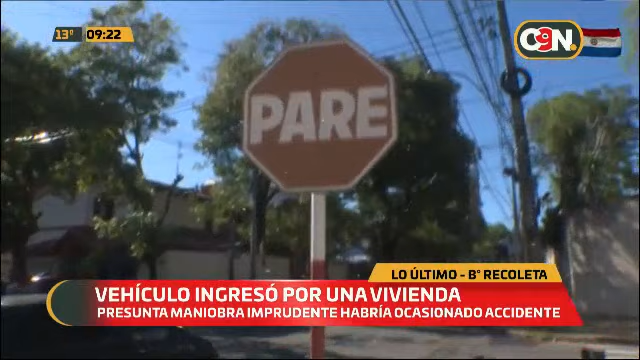 13°
09:22
C9N
PARE
LO ÚLTIMO - B° RECOLETA
VEHÍCULO INGRESÓ POR UNA VIVIENDA
PRESUNTA MANIOBRA IMPRUDENTE HABRÍA OCASIONADO ACCIDENTE